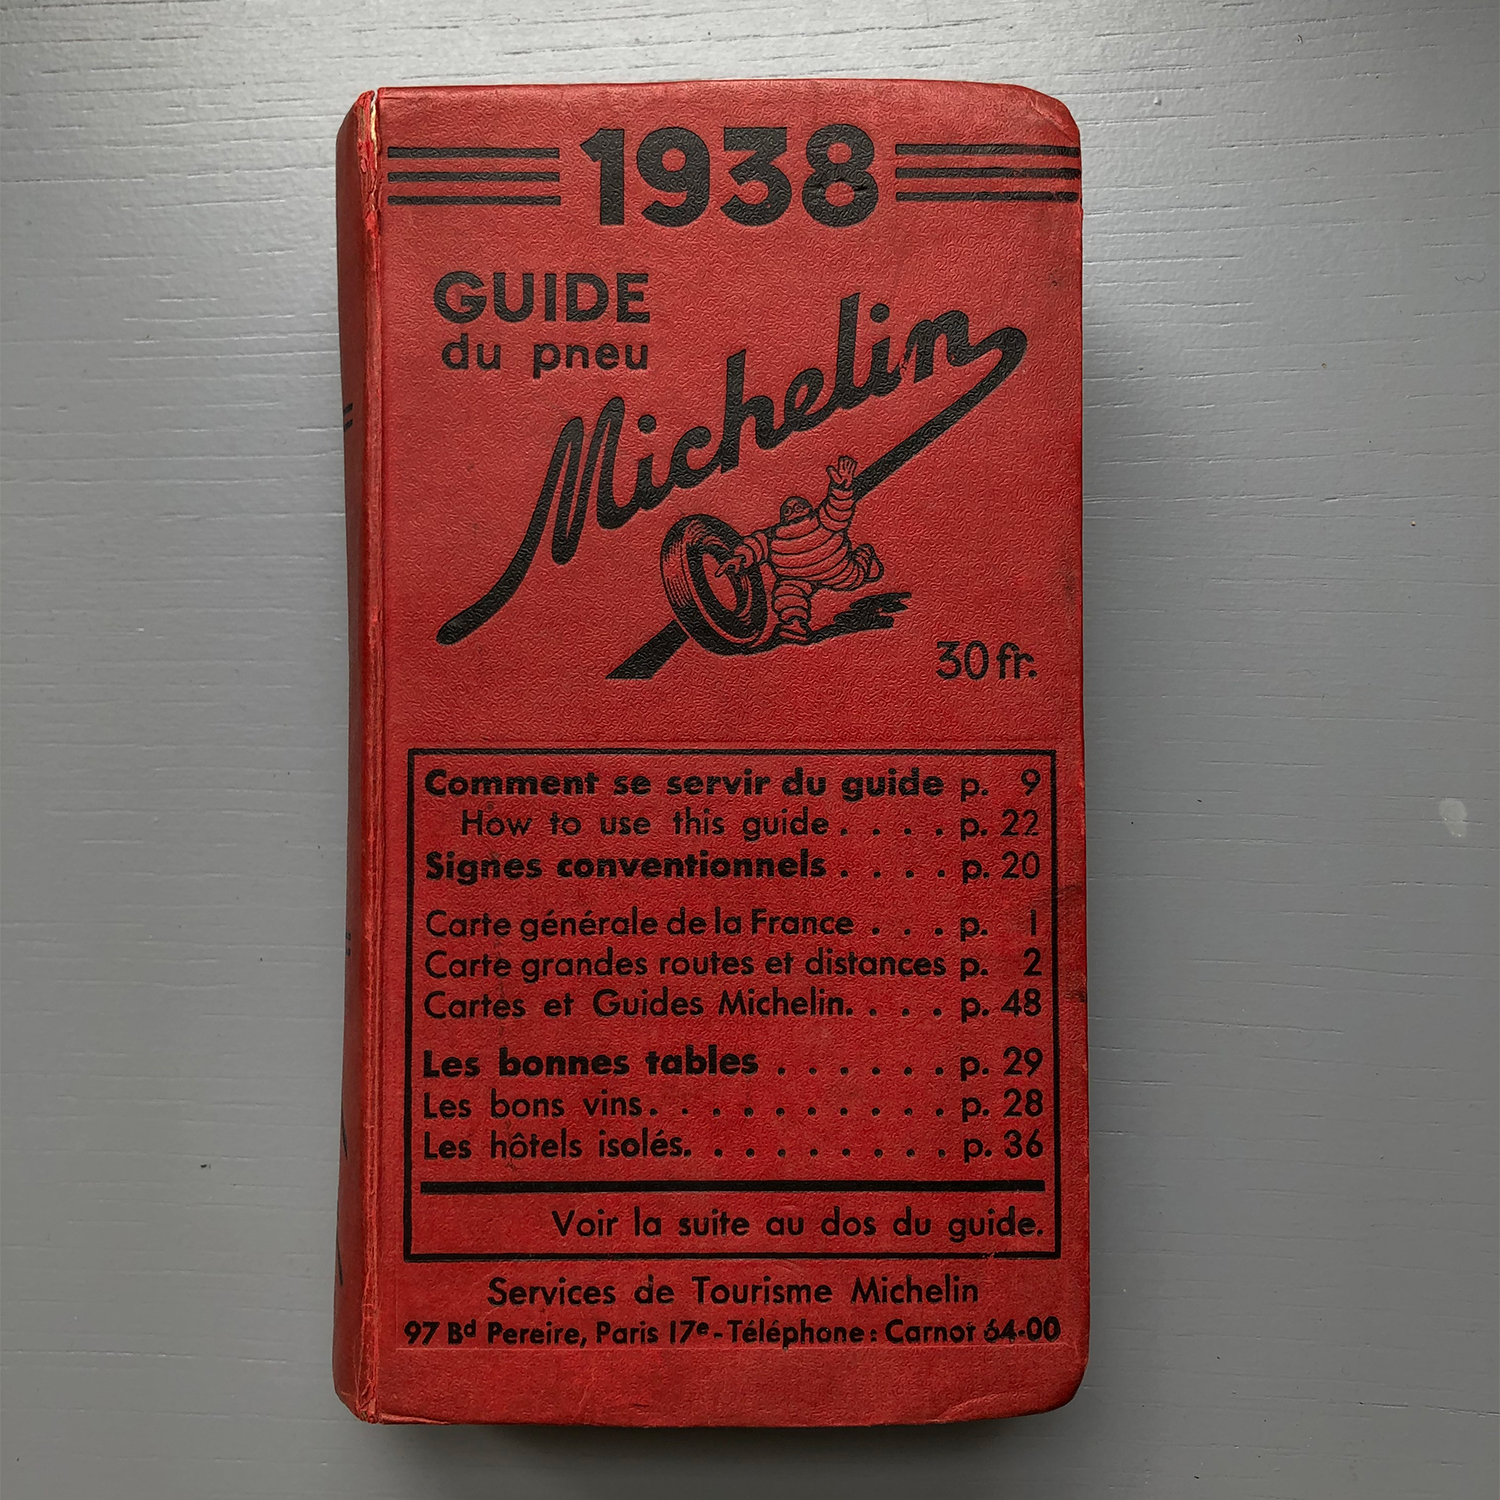 1938
GUIDE
du pneu
Michelin
30 fr.
Comment se servir du guide p. 9
How to use this guide . . . . p. 22
Signes conventionnels . . . . p. 20
Carte générale de la France . . . p. 1
Carte grandes routes et distances p. 2
Cartes et Guides Michelin. . . . p. 48
Les bonnes tables . . . . . . p. 29
Les bons vins. . . . . . . . . . p. 28
Les hôtels isolés. . . . . . . . . p. 36
Voir la suite au dos du guide.
Services de Tourisme Michelin
97 Bd Pereire, Paris 17e - Téléphone : Carnot 64-00